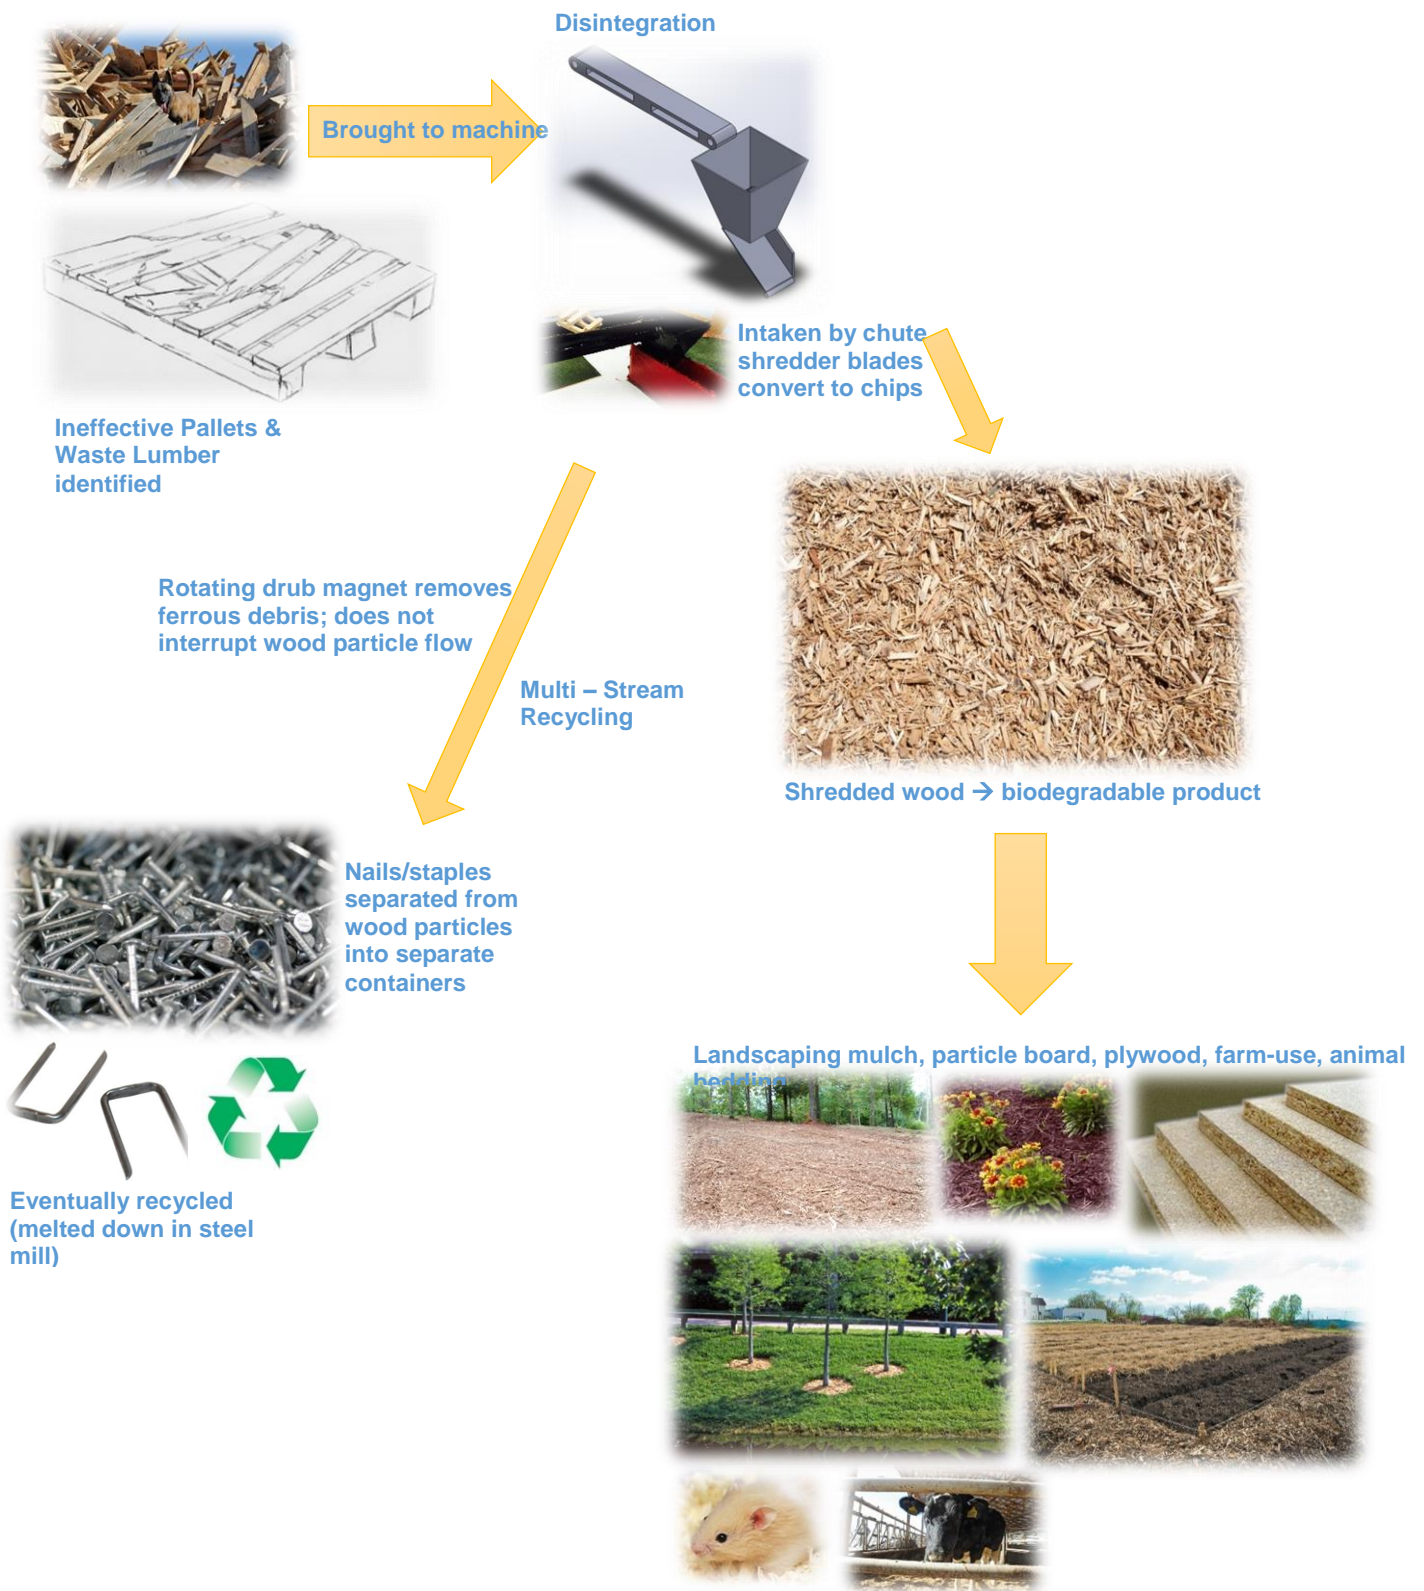 Disintegration
Brought to machine
Intaken by chute
shredder blades
convert to chips
Ineffective Pallets &
Waste Lumber
identified
Rotating drub magnet removes
ferrous debris; does not
interrupt wood particle flow
Multi – Stream
Recycling
Shredded wood → biodegradable product
Nails/staples
separated from
wood particles
into separate
containers
Landscaping mulch, particle board, plywood, farm-use, animal
bedding
Eventually recycled
(melted down in steel
mill)